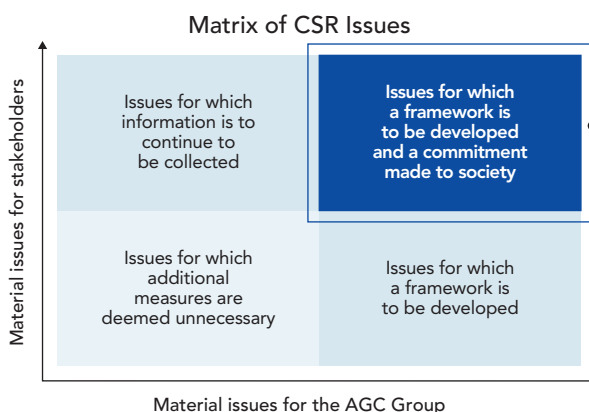 Matrix of CSR Issues
Material issues for stakeholders
Issues for which
information is to
continue to
be collected
Issues for which
a framework is
to be developed
and a commitment
made to society
Issues for which
additional
measures are
deemed unnecessary
Issues for which
a framework is
to be developed
Material issues for the AGC Group